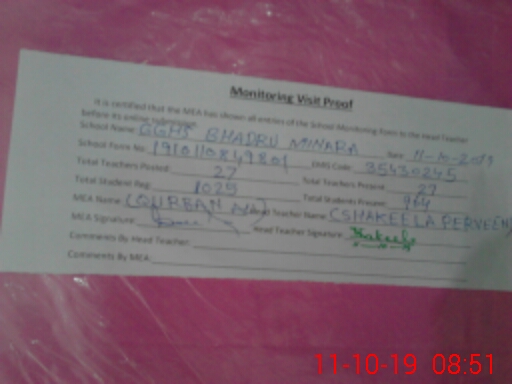 Monitoring Visit Proof
It is certified that the MEA has shown all entries of the School Monitoring Form to the Head Teacher
before its online submission.
School Name: GGHS BHADRU MINARA Date: 11-10-2019
School Form No: Code: 35430245
Total Teachers Posted: 27 Total Teachers Present: 27
Total Student Reg: 1025 Total Students Present: 964
MEA Name: (QURBAN Head Teacher Name: (SHAKEELA PERVEEN)
MEA Signature: Head Teacher Signature: Shakeela
Comments By Head Teacher:
Comments By MEA:
11-10-19 08:51